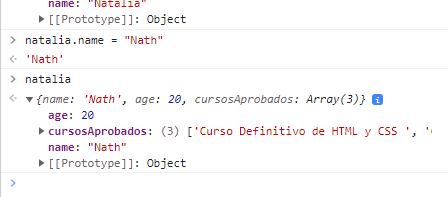 name: "Natalia"
[[Prototype]]: Object
natalia.name = "Nath"
'Nath'
natalia
{name: 'Nath', age: 20, cursosAprobados: Array(3)}
age: 20
cursosAprobados: (3) ['Curso Definitivo de HTML y CSS ', '
name: "Nath"
[[Prototype]]: Object